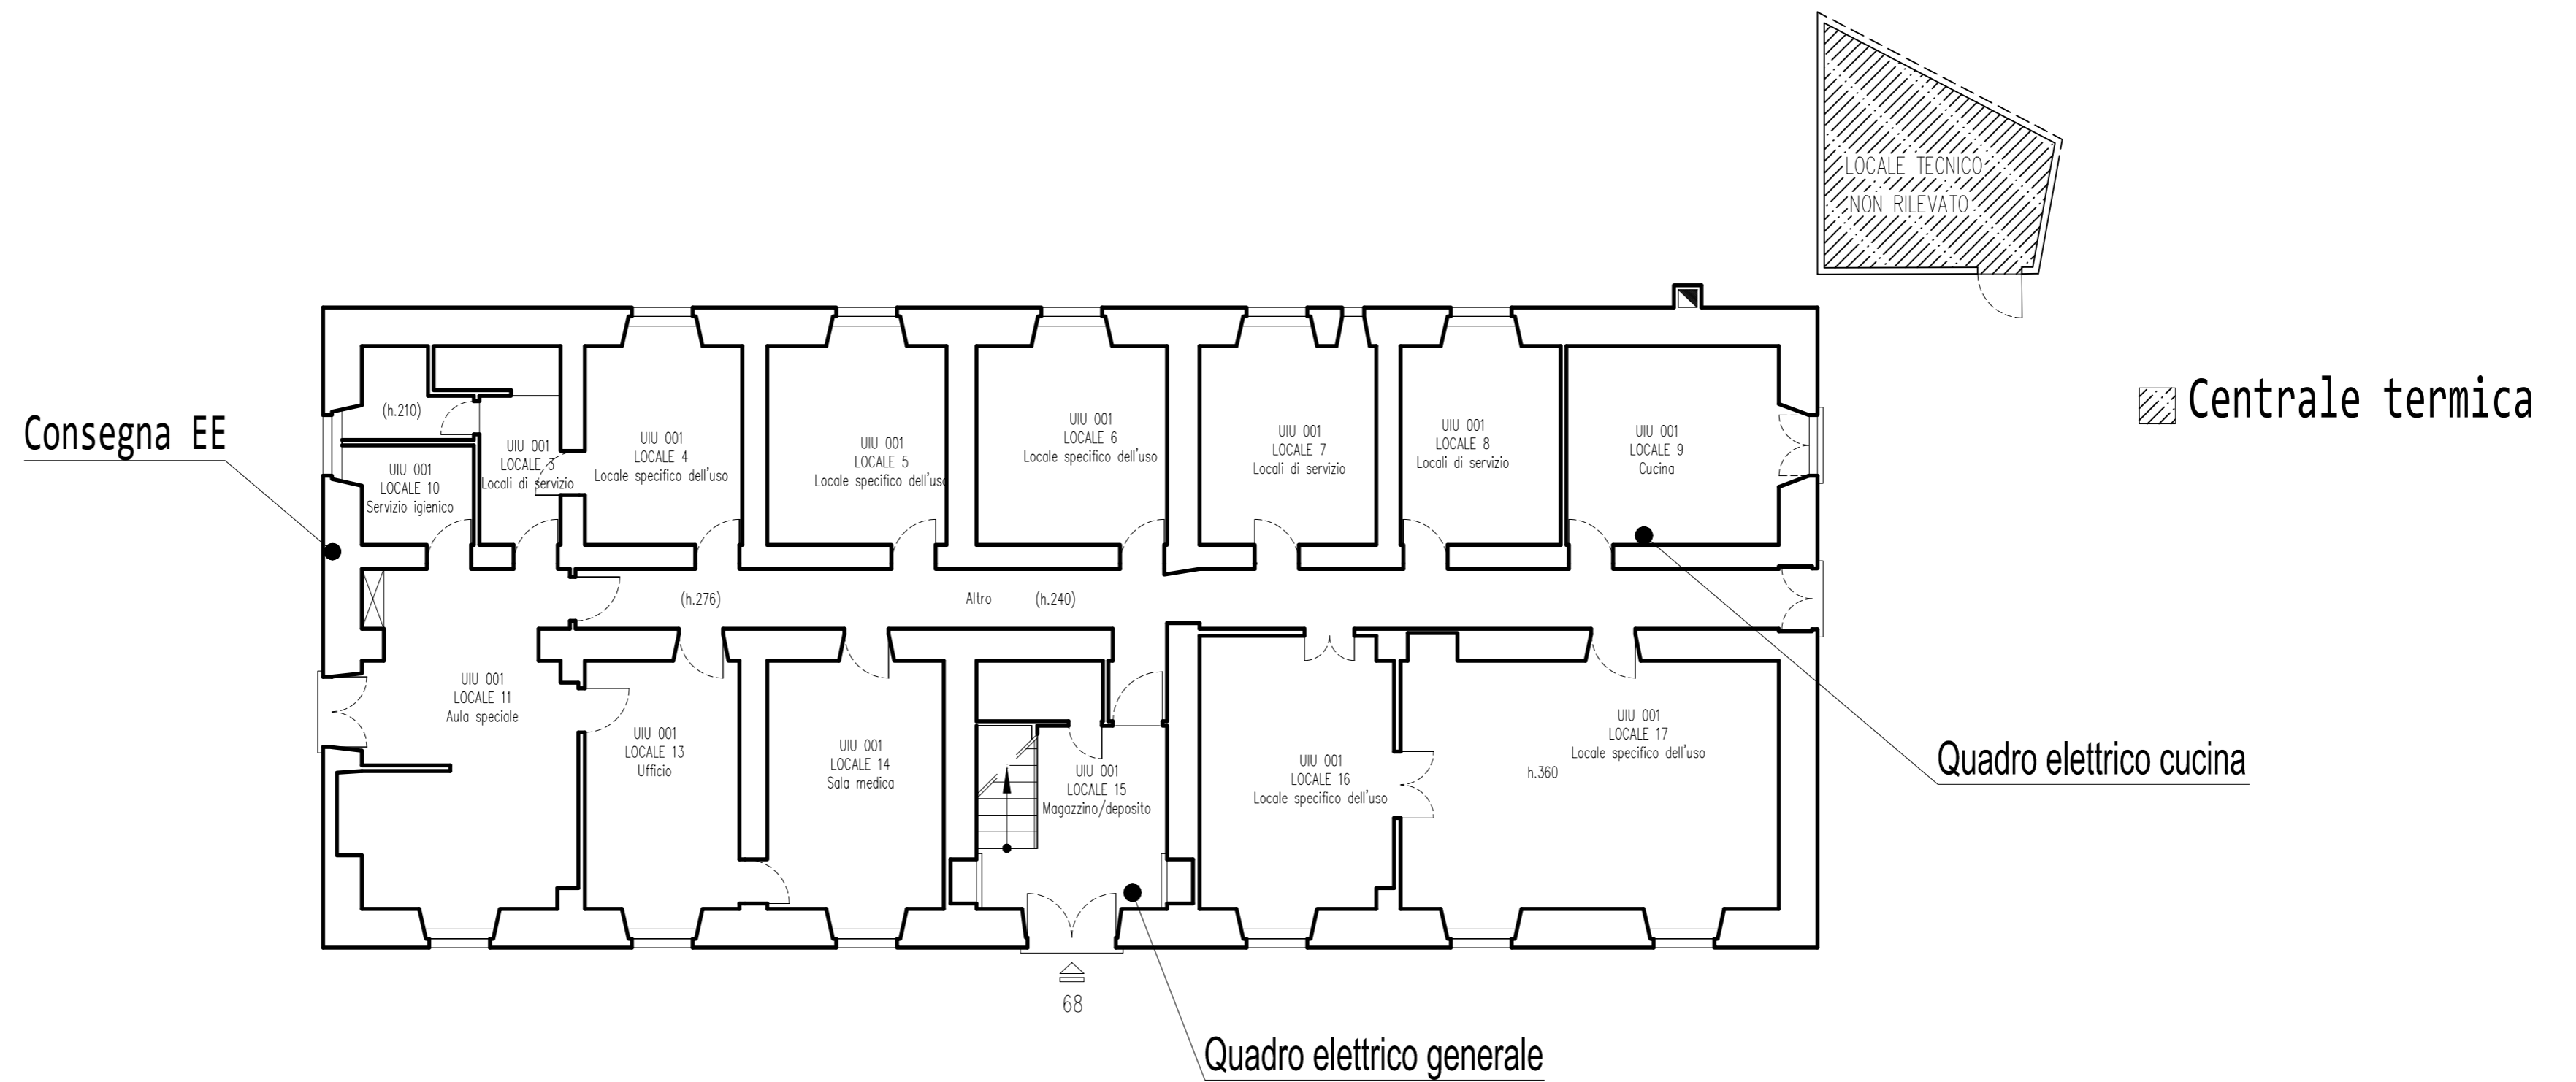 LOCALE TECNICO
NON RILEVATO
Centrale termica
Consegna EE
(h.210)
UIU 001
LOCALE 10
Servizio igienico
UIU 001
LOCALE 3
Locali di servizio
UIU 001
LOCALE 4
Locale specifico dell'uso
UIU 001
LOCALE 5
Locale specifico dell'uso
UIU 001
LOCALE 6
Locale specifico dell'uso
UIU 001
LOCALE 7
Locali di servizio
UIU 001
LOCALE 8
Locali di servizio
UIU 001
LOCALE 9
Cucina
(h.276)
Altro
(h.240)
UIU 001
LOCALE 11
Aula speciale
UIU 001
LOCALE 13
Ufficio
UIU 001
LOCALE 14
Sala medica
UIU 001
LOCALE 15
Magazzino/deposito
UIU 001
LOCALE 16
Locale specifico dell'uso
UIU 001
LOCALE 17
Locale specifico dell'uso
h.360
Quadro elettrico cucina
68
Quadro elettrico generale